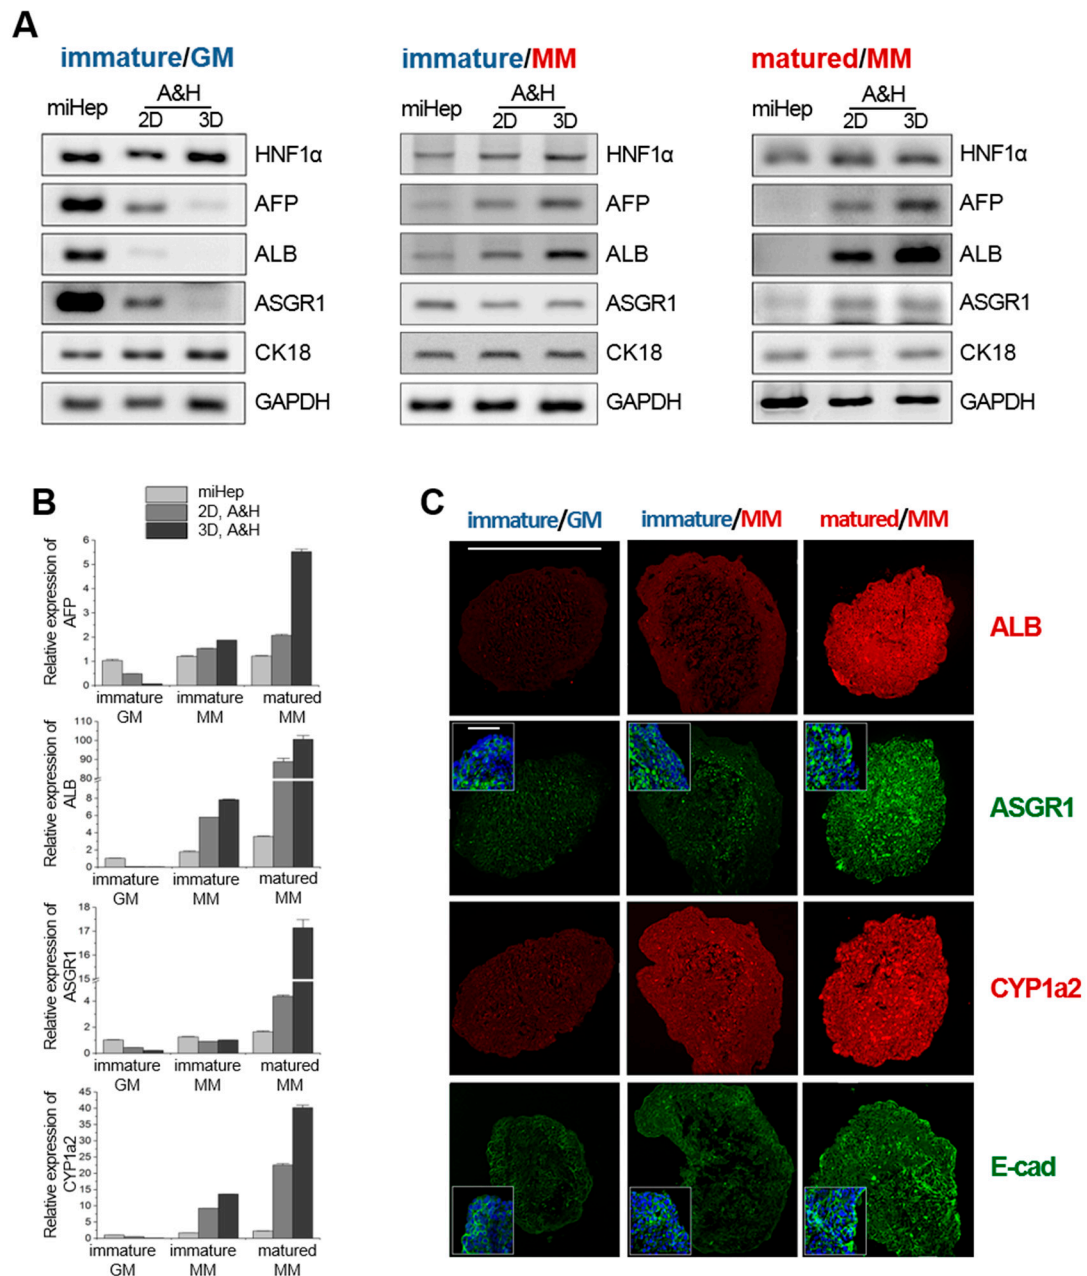 A
immature/GM
immature/MM
matured/MM
miHep
A&H
2D
3D
miHep
A&H
2D
3D
miHep
A&H
2D
3D
HNF1α
AFP
ALB
ASGR1
CK18
GAPDH
HNF1α
AFP
ALB
ASGR1
CK18
GAPDH
HNF1α
AFP
ALB
ASGR1
CK18
GAPDH
B
miHep
2D, A&H
3D, A&H
Relative expression of
AFP
6
5
4
3
2
1
0
immature
GM
immature
MM
matured
MM
Relative expression of
ALB
110
100
90
80
8
6
4
2
0
immature
GM
immature
MM
matured
MM
Relative expression of
ASGR1
18
17
16
15
4
2
0
immature
GM
immature
MM
matured
MM
Relative expression of
CYP1a2
45
40
35
30
25
20
15
10
5
0
immature
GM
immature
MM
matured
MM
C
immature/GM
immature/MM
matured/MM
ALB
ASGR1
CYP1a2
E-cad